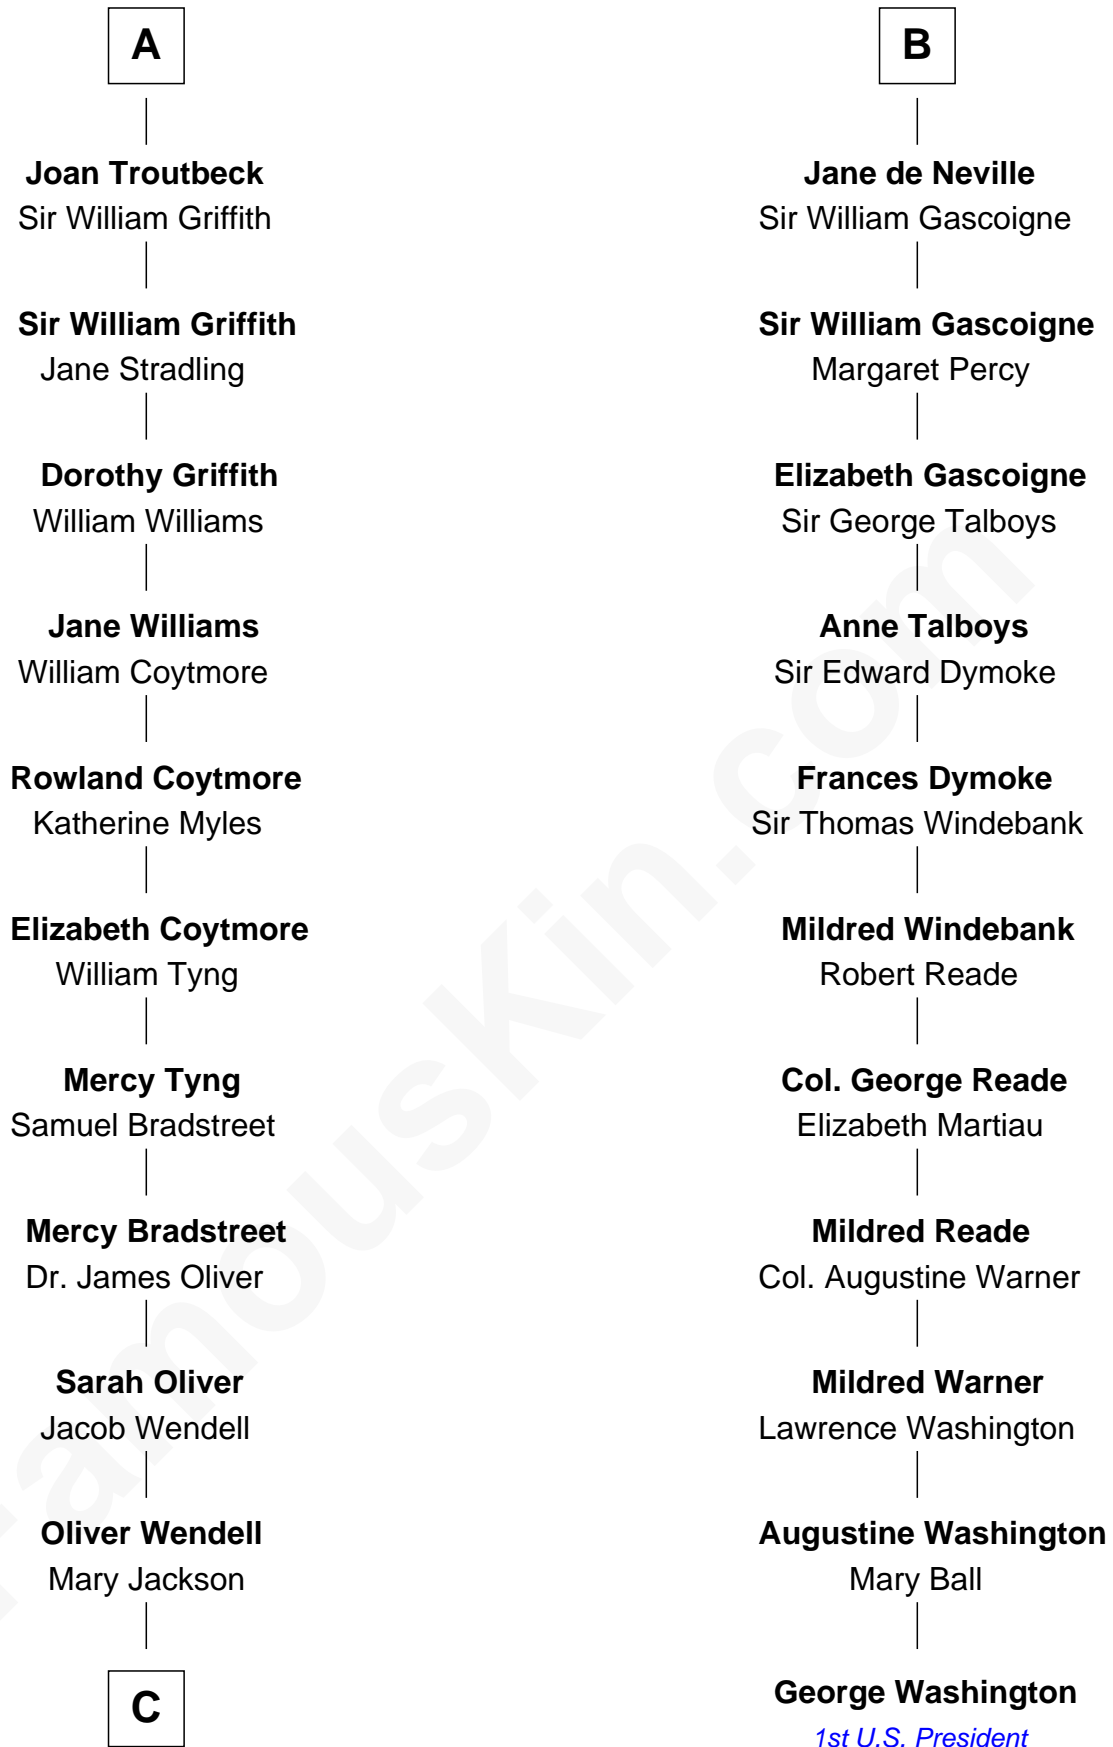 A
Joan Troutbeck
Sir William Griffith
Sir William Griffith
Jane Stradling
Dorothy Griffith
William Williams
Jane Williams
William Coytmore
Rowland Coytmore
Katherine Myles
Elizabeth Coytmore
William Tyng
Mercy Tyng
Samuel Bradstreet
Mercy Bradstreet
Dr. James Oliver
Sarah Oliver
Jacob Wendell
Oliver Wendell
Mary Jackson
C
B
Jane de Neville
Sir William Gascoigne
Sir William Gascoigne
Margaret Percy
Elizabeth Gascoigne
Sir George Talboys
Anne Talboys
Sir Edward Dymoke
Frances Dymoke
Sir Thomas Windebank
Mildred Windebank
Robert Reade
Col. George Reade
Elizabeth Martiau
Mildred Reade
Col. Augustine Warner
Mildred Warner
Lawrence Washington
Augustine Washington
Mary Ball
George Washington
1st U.S. President
FamousKin.com